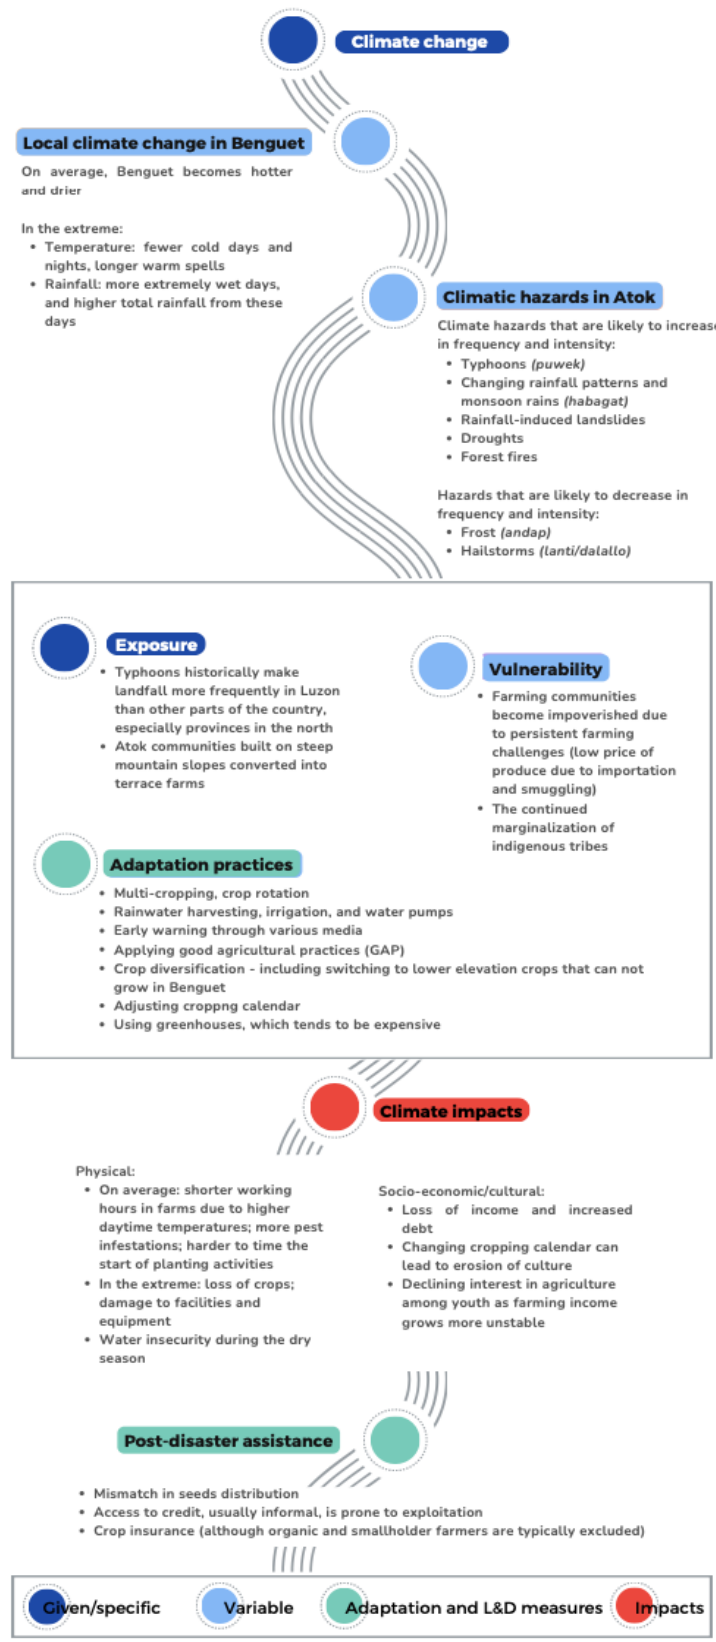 Climate change
Local climate change in Benguet
On average, Benguet becomes hotter
and drier
In the extreme:
• Temperature: fewer cold days and
nights, longer warm spells
• Rainfall: more extremely wet days,
and higher total rainfall from these
days
Climatic hazards in Atok
Climate hazards that are likely to increase
in frequency and intensity:
• Typhoons (puwek)
• Changing rainfall patterns and
monsoon rains (habagat)
• Rainfall-induced landslides
• Droughts
• Forest fires
Hazards that are likely to decrease in
frequency and intensity:
• Frost (andap)
• Hailstorms (lanti/dalallo)
Exposure
• Typhoons historically make
landfall more frequently in Luzon
than other parts of the country,
especially provinces in the north
• Atok communities built on steep
mountain slopes converted into
terrace farms
Vulnerability
• Farming communities
become impoverished due
to persistent farming
challenges (low price of
produce due to importation
and smuggling)
• The continued
marginalization of
indigenous tribes
Adaptation practices
• Multi-cropping, crop rotation
• Rainwater harvesting, irrigation, and water pumps
• Early warning through various media
• Applying good agricultural practices (GAP)
• Crop diversification - including switching to lower elevation crops that can not
grow in Benguet
• Adjusting croppng calendar
• Using greenhouses, which tends to be expensive
Climate impacts
Physical:
• On average: shorter working
hours in farms due to higher
daytime temperatures; more pest
infestations; harder to time the
start of planting activities
• In the extreme: loss of crops;
damage to facilities and
equipment
• Water insecurity during the dry
season
Socio-economic/cultural:
• Loss of income and increased
debt
• Changing cropping calendar can
lead to erosion of culture
• Declining interest in agriculture
among youth as farming income
grows more unstable
Post-disaster assistance
• Mismatch in seeds distribution
• Access to credit, usually informal, is prone to exploitation
• Crop insurance (although organic and smallholder farmers are typically excluded)
Given/specific
Variable
Adaptation and L&D measures
Impacts